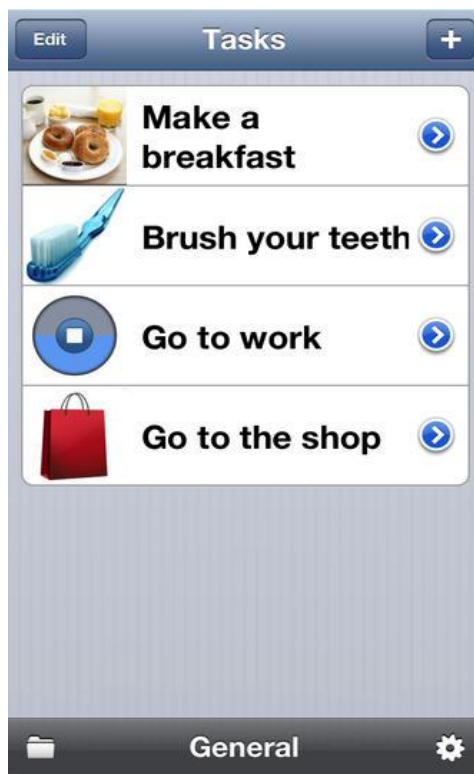 Edit
Tasks
+
Make a
breakfast
Brush your teeth
Go to work
Go to the shop
General